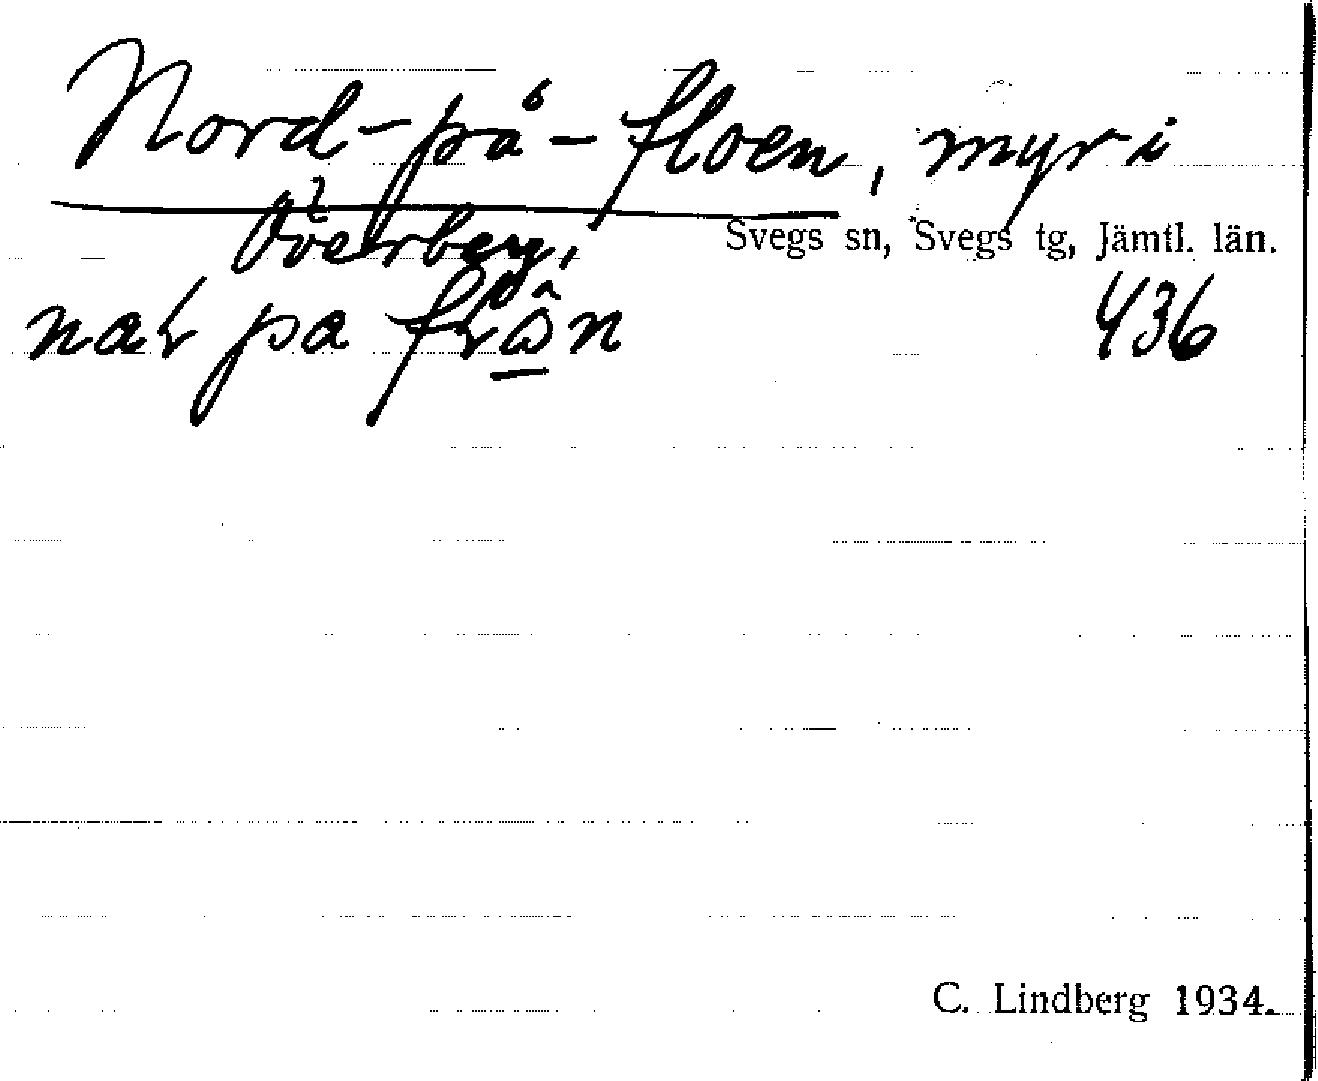 Nord-på-floen, myr i
Överberg,
Svegs sn, Svegs tg, Jämtl. län.
nar pa från
436
C. Lindberg 1934.